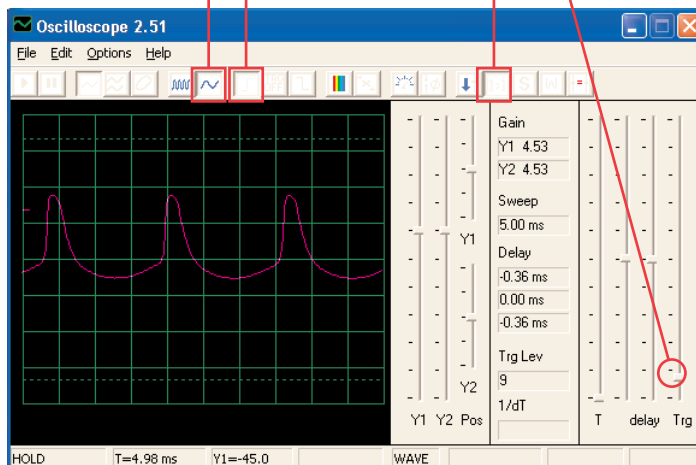 Oscilloscope 2.51
File Edit Options Help
S W =
Gain
Y1 4.53
Y2 4.53
Sweep
5.00 ms
Y1
Delay
-0.36 ms
0.00 ms
-0.36 ms
Trg Lev
9
Y2
1/dT
Y1 Y2 Pos
T delay Trg
HOLD T=4.98 ms Y1=-45.0 WAVE